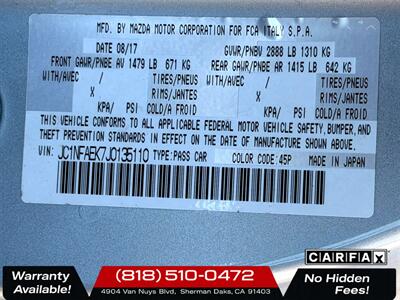 MFD. BY MAZDA MOTOR CORPORATION FOR FCA ITALY S.P.A.
DATE 08/17 GVWR/PNBV 2888 LB 1310 KG
FRONT GAWR/PNBE AV 1479 LB 671 KG REAR GAWR/PNBE AR 1415 LB 642 KG
WITH/AVEC / TIRES/PNEUS WITH/AVEC / TIRES/PNEUS
X RIMS/JANTES X RIMS/JANTES
KPA/ PSI COLD/A FROID KPA/ PSI COLD/A FROID
THIS VEHICLE CONFORMS TO ALL APPLICABLE FEDERAL MOTOR VEHICLE SAFETY, BUMPER, AND
THEFT PREVENTION STANDARDS IN EFFECT ON THE DATE OF MANUFACTURE SHOWN ABOVE.
VIN: JC1NFAEK7J0135110 TYPE: PASS CAR COLOR CODE: 45P MADE IN JAPAN
CARFAX
Warranty Available!
(818) 510-0472
4904 Van Nuys Blvd, Sherman Oaks, CA 91403
No Hidden Fees!